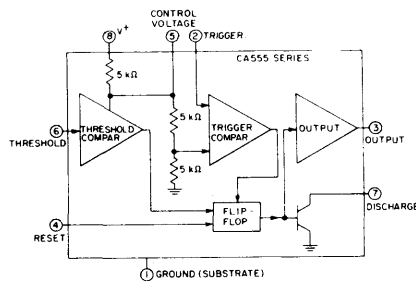 CONTROL
VOLTAGE
8 V+
5
2 TRIGGER
CA555 SERIES
5 kΩ
5 kΩ
5 kΩ
6
THRESHOLD
THRESHOLD
COMPAR
TRIGGER
COMPAR
OUTPUT
3
OUTPUT
7
DISCHARGE
FLIP-
FLOP
4
RESET
1 GROUND (SUBSTRATE)